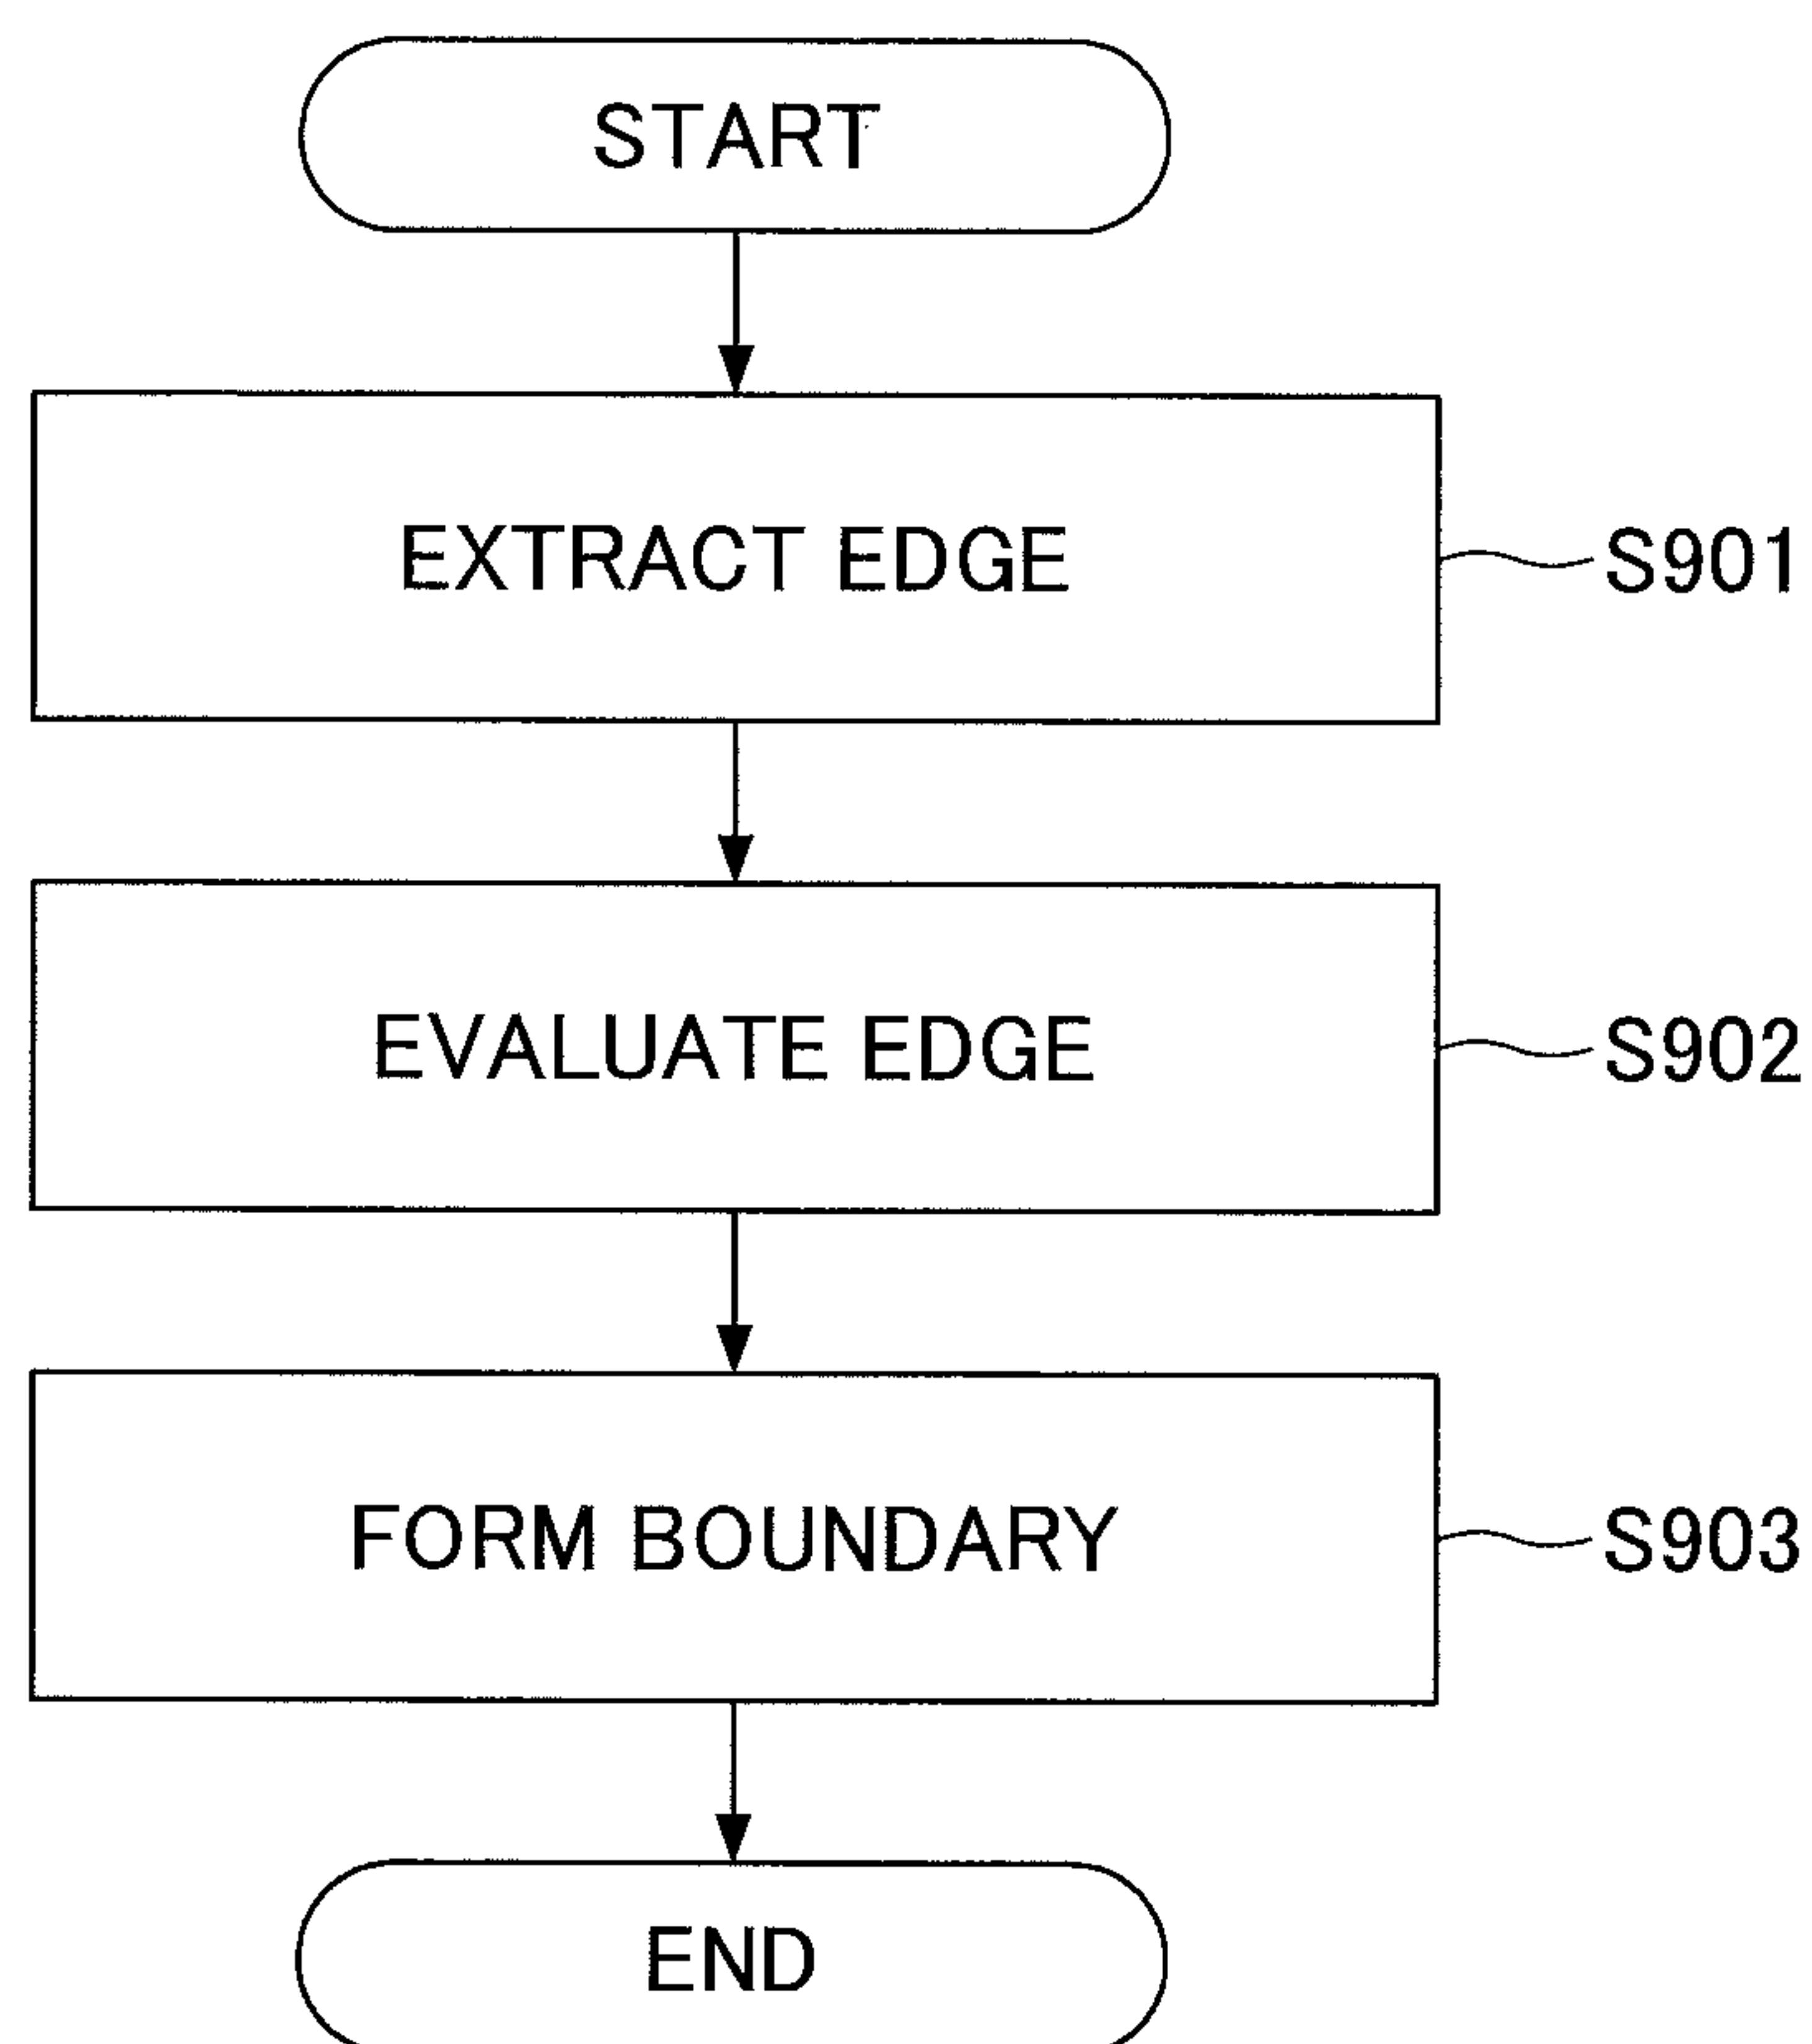 START
EXTRACT EDGE
S901
EVALUATE EDGE
S902
FORM BOUNDARY
S903
END